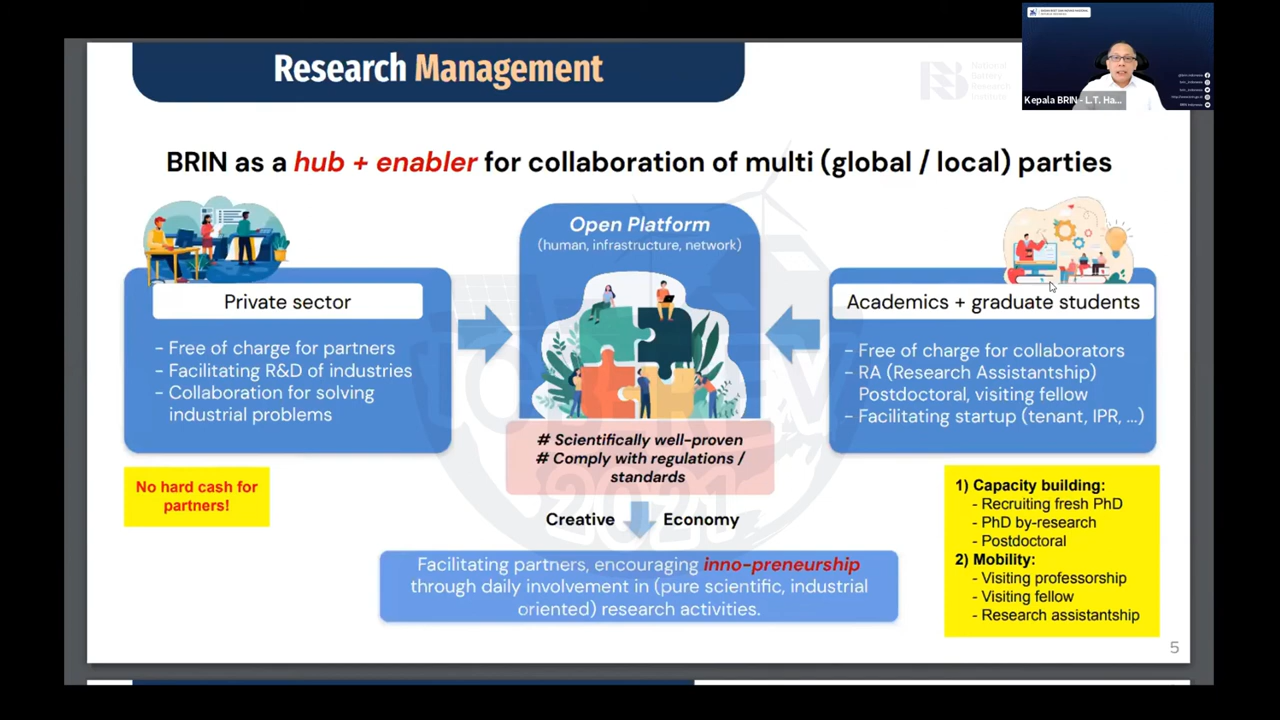 Research Management
National
Battery
Research
Institute
Kepala BRIN - L.T. Ha...
BRIN as a hub + enabler for collaboration of multi (global / local) parties
Private sector
- Free of charge for partners
- Facilitating R&D of industries
- Collaboration for solving
industrial problems
No hard cash for
partners!
Open Platform
(human, infrastructure, network)
# Scientifically well-proven
# Comply with regulations /
standards
Creative Economy
Facilitating partners, encouraging inno-preneurship
through daily involvement in (pure scientific, industrial
oriented) research activities.
Academics + graduate students
- Free of charge for collaborators
- RA (Research Assistantship)
Postdoctoral, visiting fellow
- Facilitating startup (tenant, IPR, ...)
1) Capacity building:
- Recruiting fresh PhD
- PhD by-research
- Postdoctoral
2) Mobility:
- Visiting professorship
- Visiting fellow
- Research assistantship
2021
5